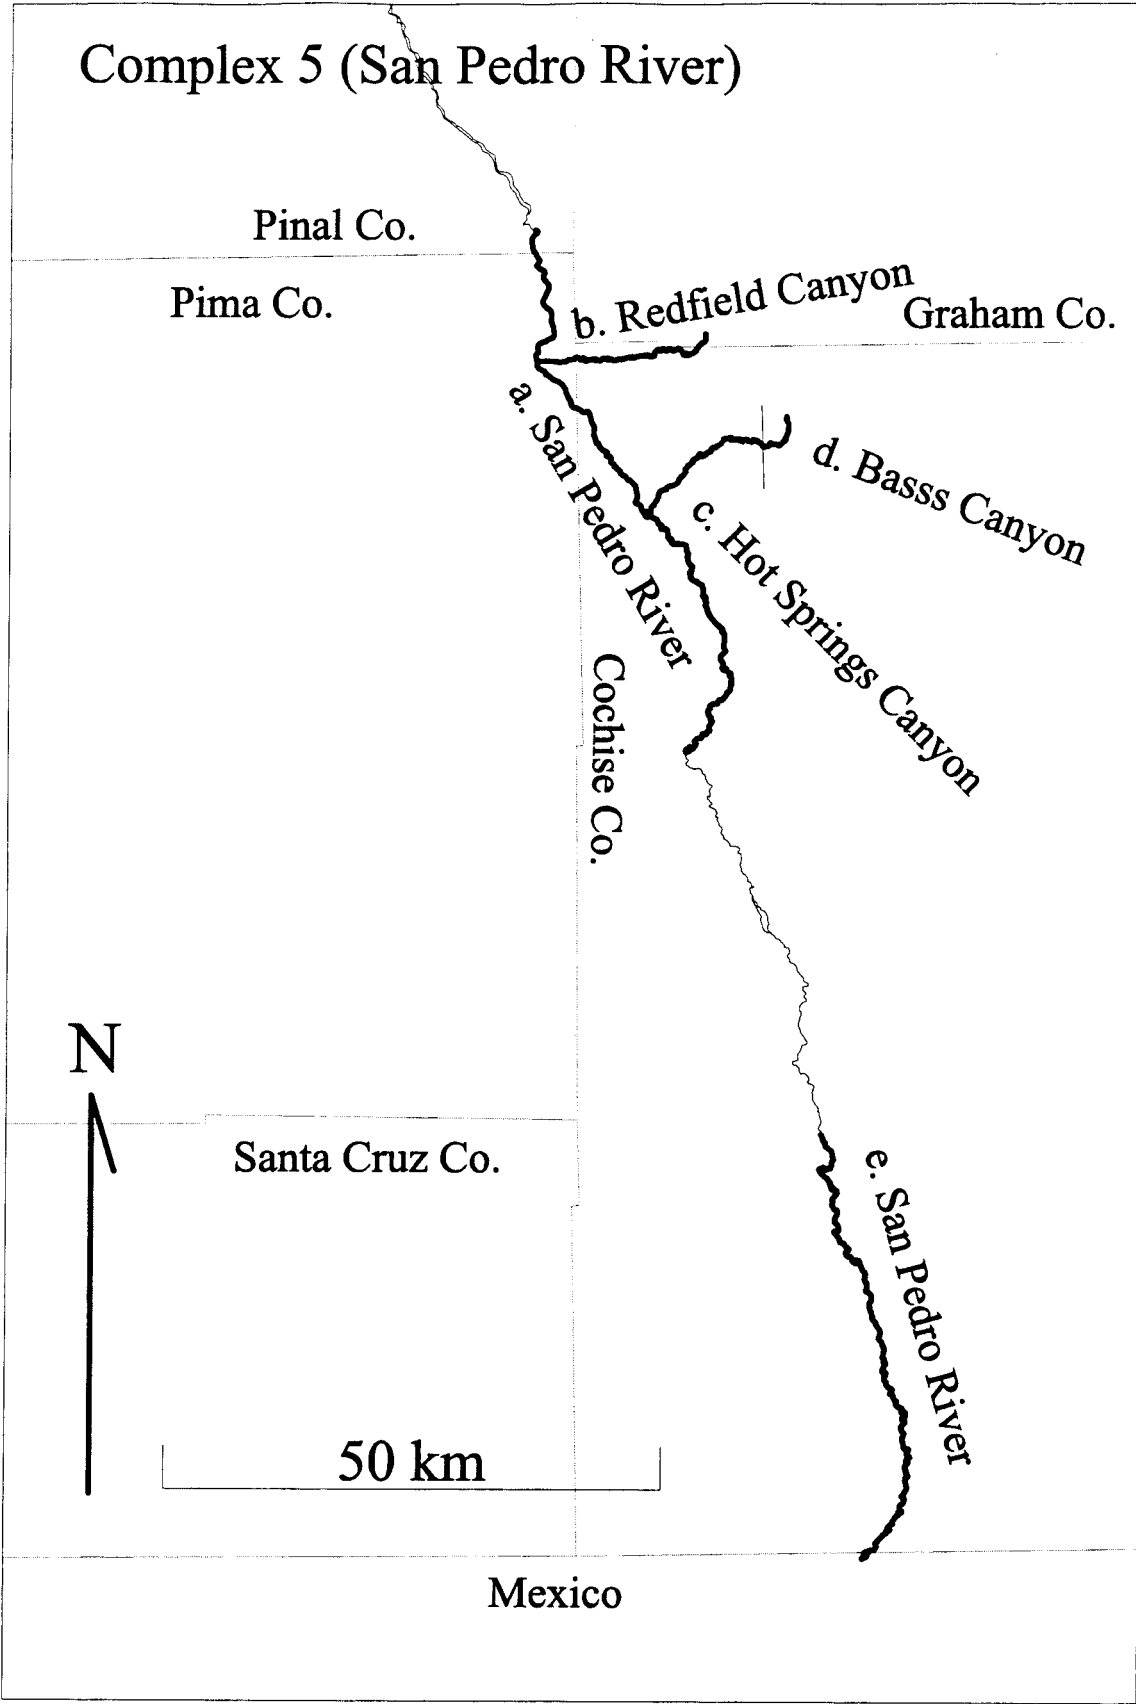 Complex 5 (San Pedro River)
Pinal Co.
Pima Co.
b. Redfield Canyon
Graham Co.
a. San Pedro River
d. Basss Canyon
c. Hot Springs Canyon
Cochise Co.
N
Santa Cruz Co.
e. San Pedro River
50 km
Mexico